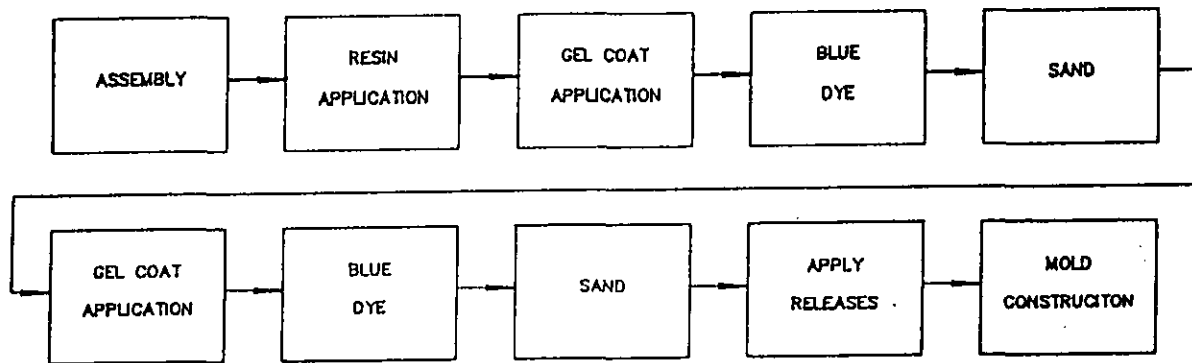 ASSEMBLY
RESIN
APPLICATION
GEL COAT
APPLICATION
BLUE
DYE
SAND
GEL COAT
APPLICATION
BLUE
DYE
SAND
APPLY
RELEASES
MOLD
CONSTRUCITON